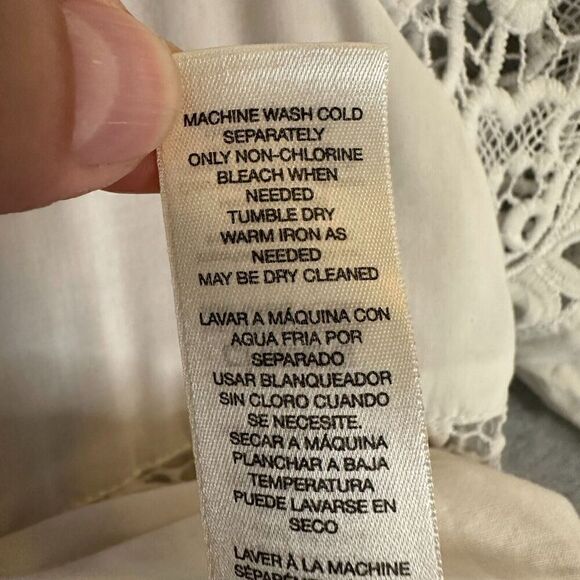 MACHINE WASH COLD
SEPARATELY
ONLY NON-CHLORINE
BLEACH WHEN
NEEDED
TUMBLE DRY
WARM IRON AS
NEEDED
MAY BE DRY CLEANED
LAVAR A MÁQUINA CON
AGUA FRIA POR
SEPARADO
USAR BLANQUEADOR
SIN CLORO CUANDO
SE NECESITE.
SECAR A MÁQUINA
PLANCHAR A BAJA
TEMPERATURA
PUEDE LAVARSE EN
SECO
LAVER À LA MACHINE